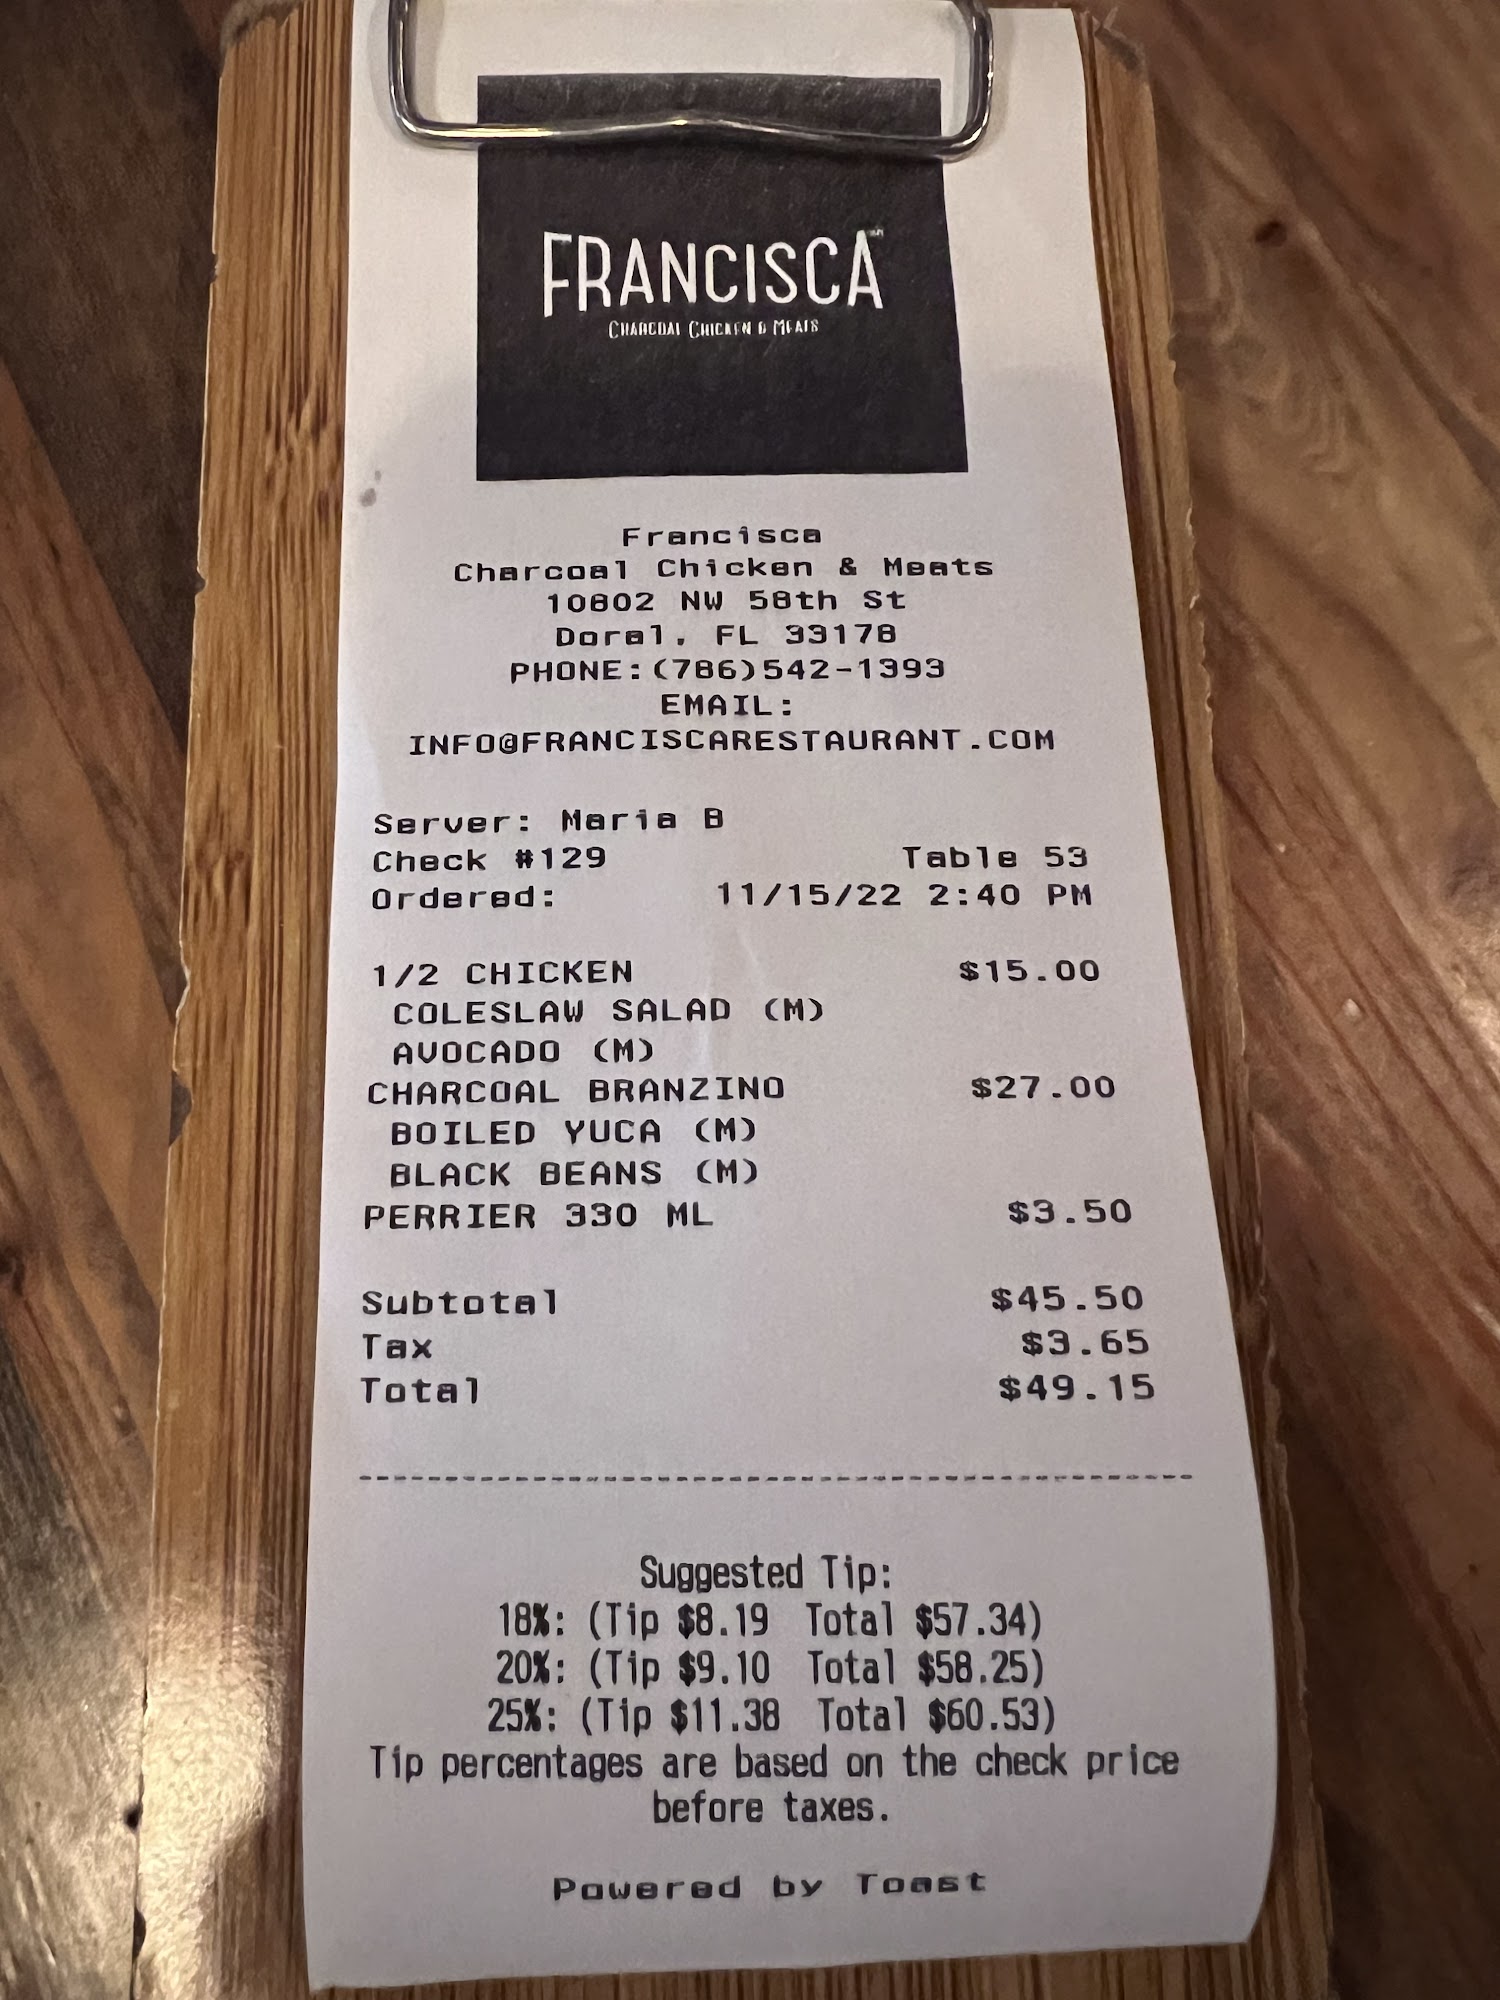 FRANCISCA
CHARCOAL CHICKEN & MEATS
Francisca
Charcoal Chicken & Meats
10802 NW 58th St
Doral, FL 33178
PHONE:(786)542-1393
EMAIL:
INFO@FRANCISCARESTAURANT.COM
Server: Maria B
Check #129 Table 53
Ordered: 11/15/22 2:40 PM
1/2 CHICKEN $15.00
COLESLAW SALAD (M)
AVOCADO (M)
CHARCOAL BRANZINO $27.00
BOILED YUCA (M)
BLACK BEANS (M)
PERRIER 330 ML $3.50
Subtotal $45.50
Tax $3.65
Total $49.15
Suggested Tip:
18%: (Tip $8.19 Total $57.34)
20%: (Tip $9.10 Total $58.25)
25%: (Tip $11.38 Total $60.53)
Tip percentages are based on the check price
before taxes.
Powered by Toast